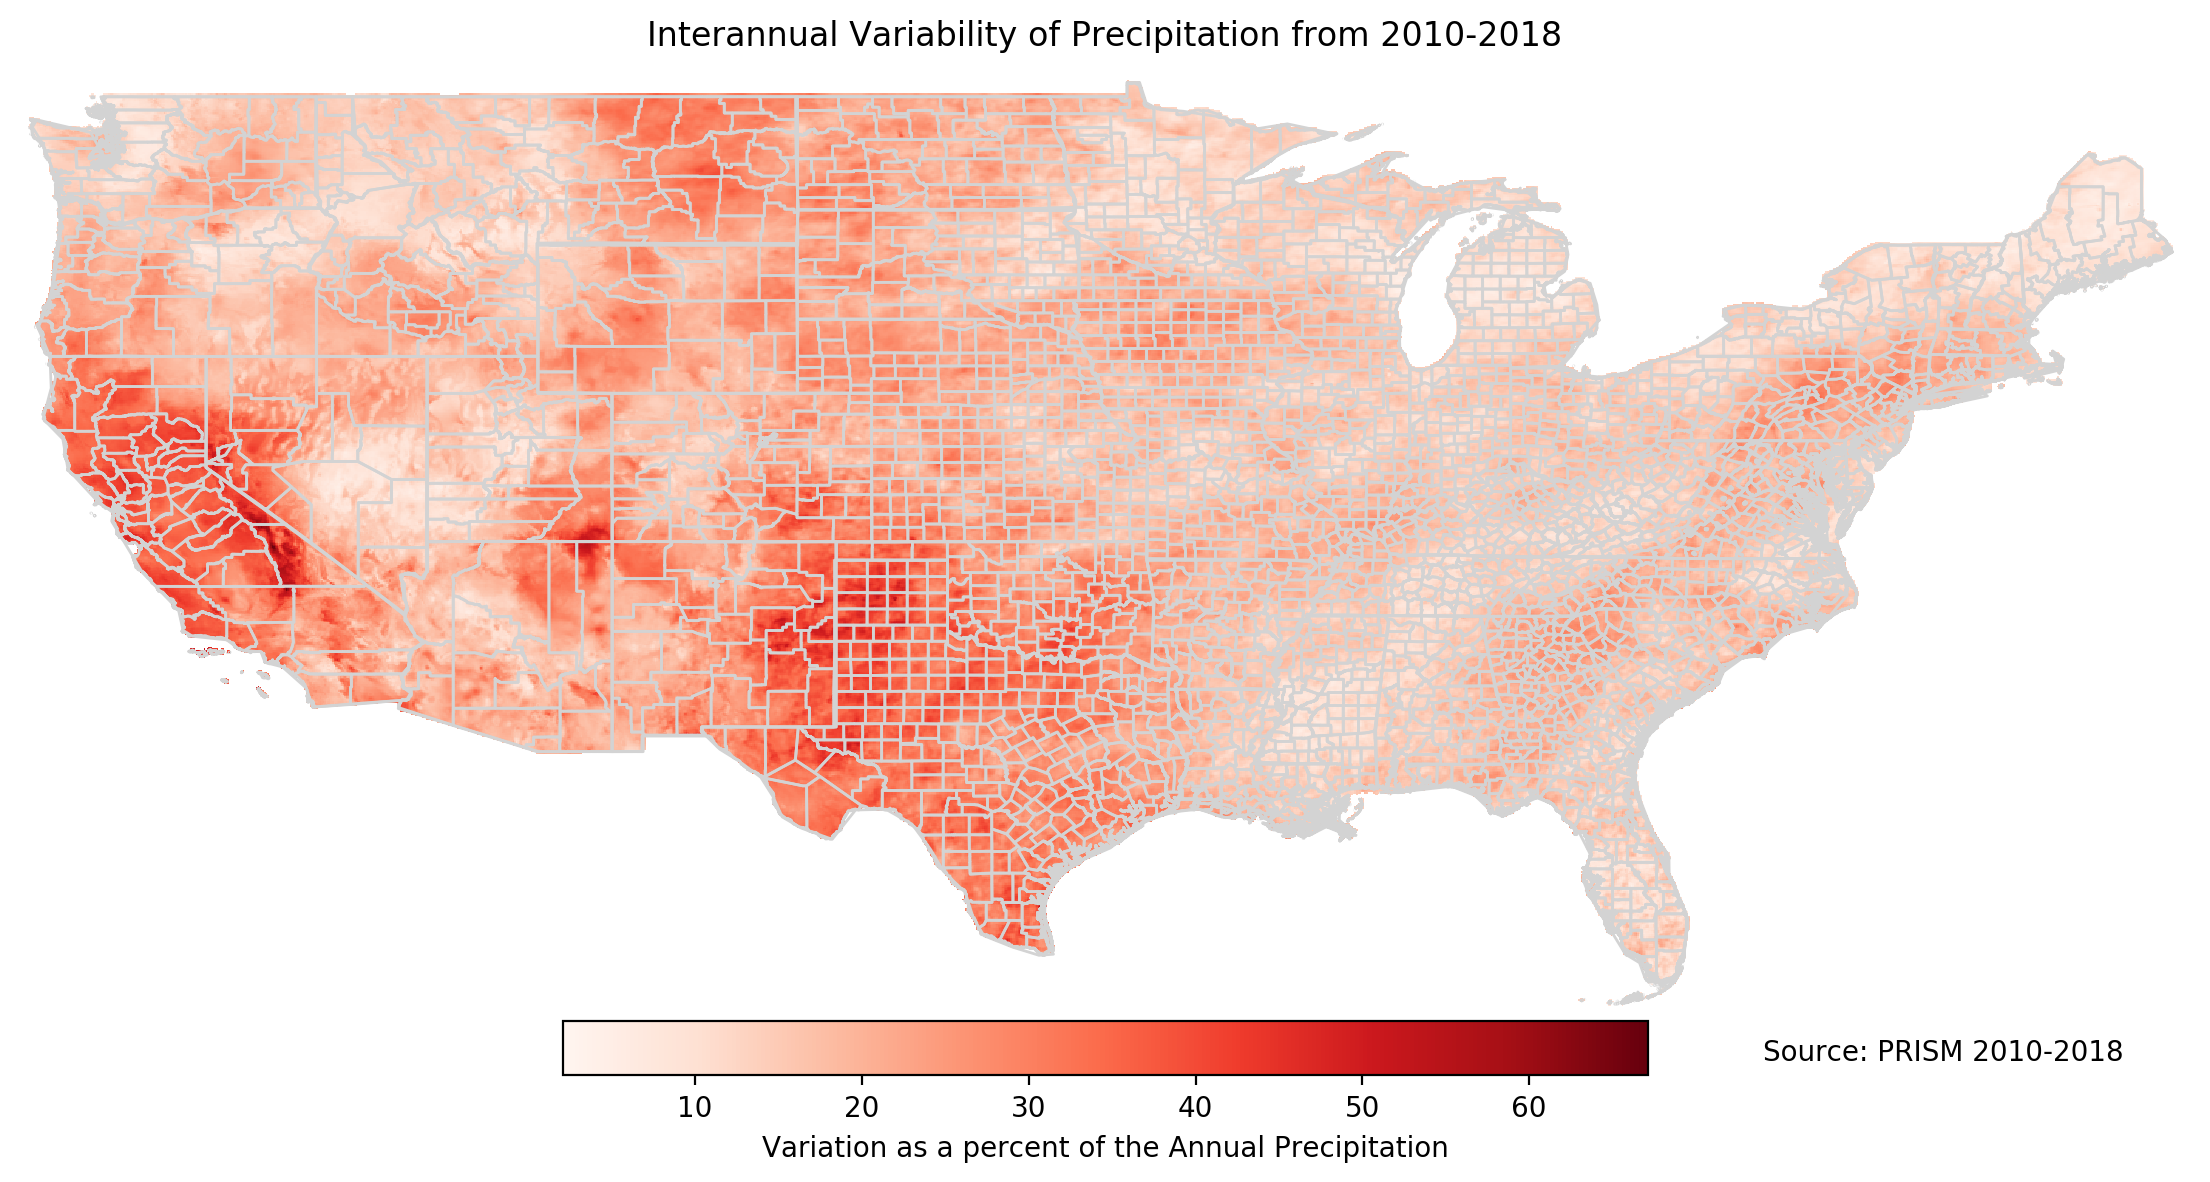 Interannual Variability of Precipitation from 2010-2018
10 20 30 40 50 60
Variation as a percent of the Annual Precipitation
Source: PRISM 2010-2018